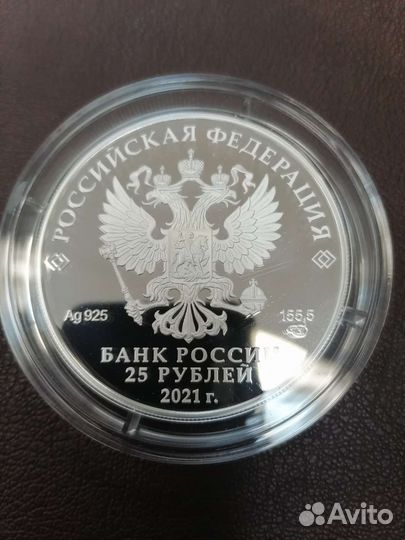 РОССИЙСКАЯ ФЕДЕРАЦИЯ
Ag 925
155,5
БАНК РОССИИ
25 РУБЛЕЙ
2021 г.
Avito